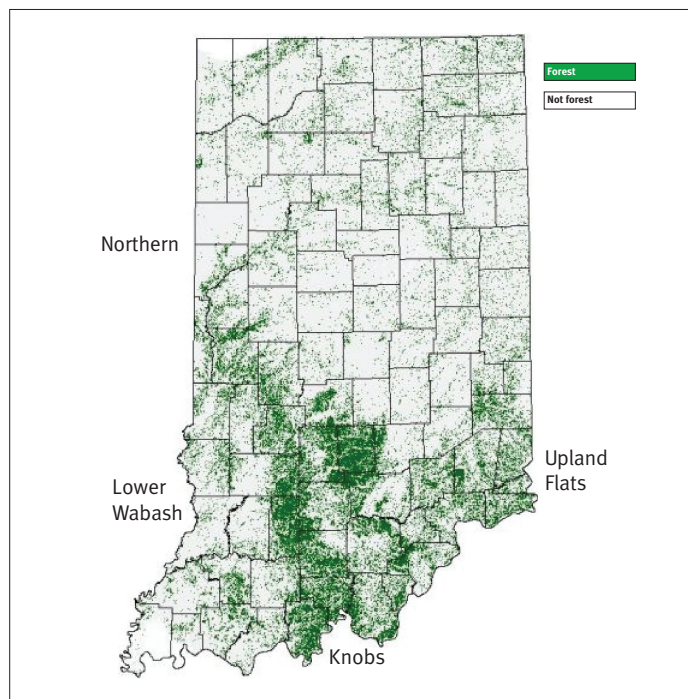 Forest
Not forest
Northern
Upland
Flats
Lower
Wabash
Knobs